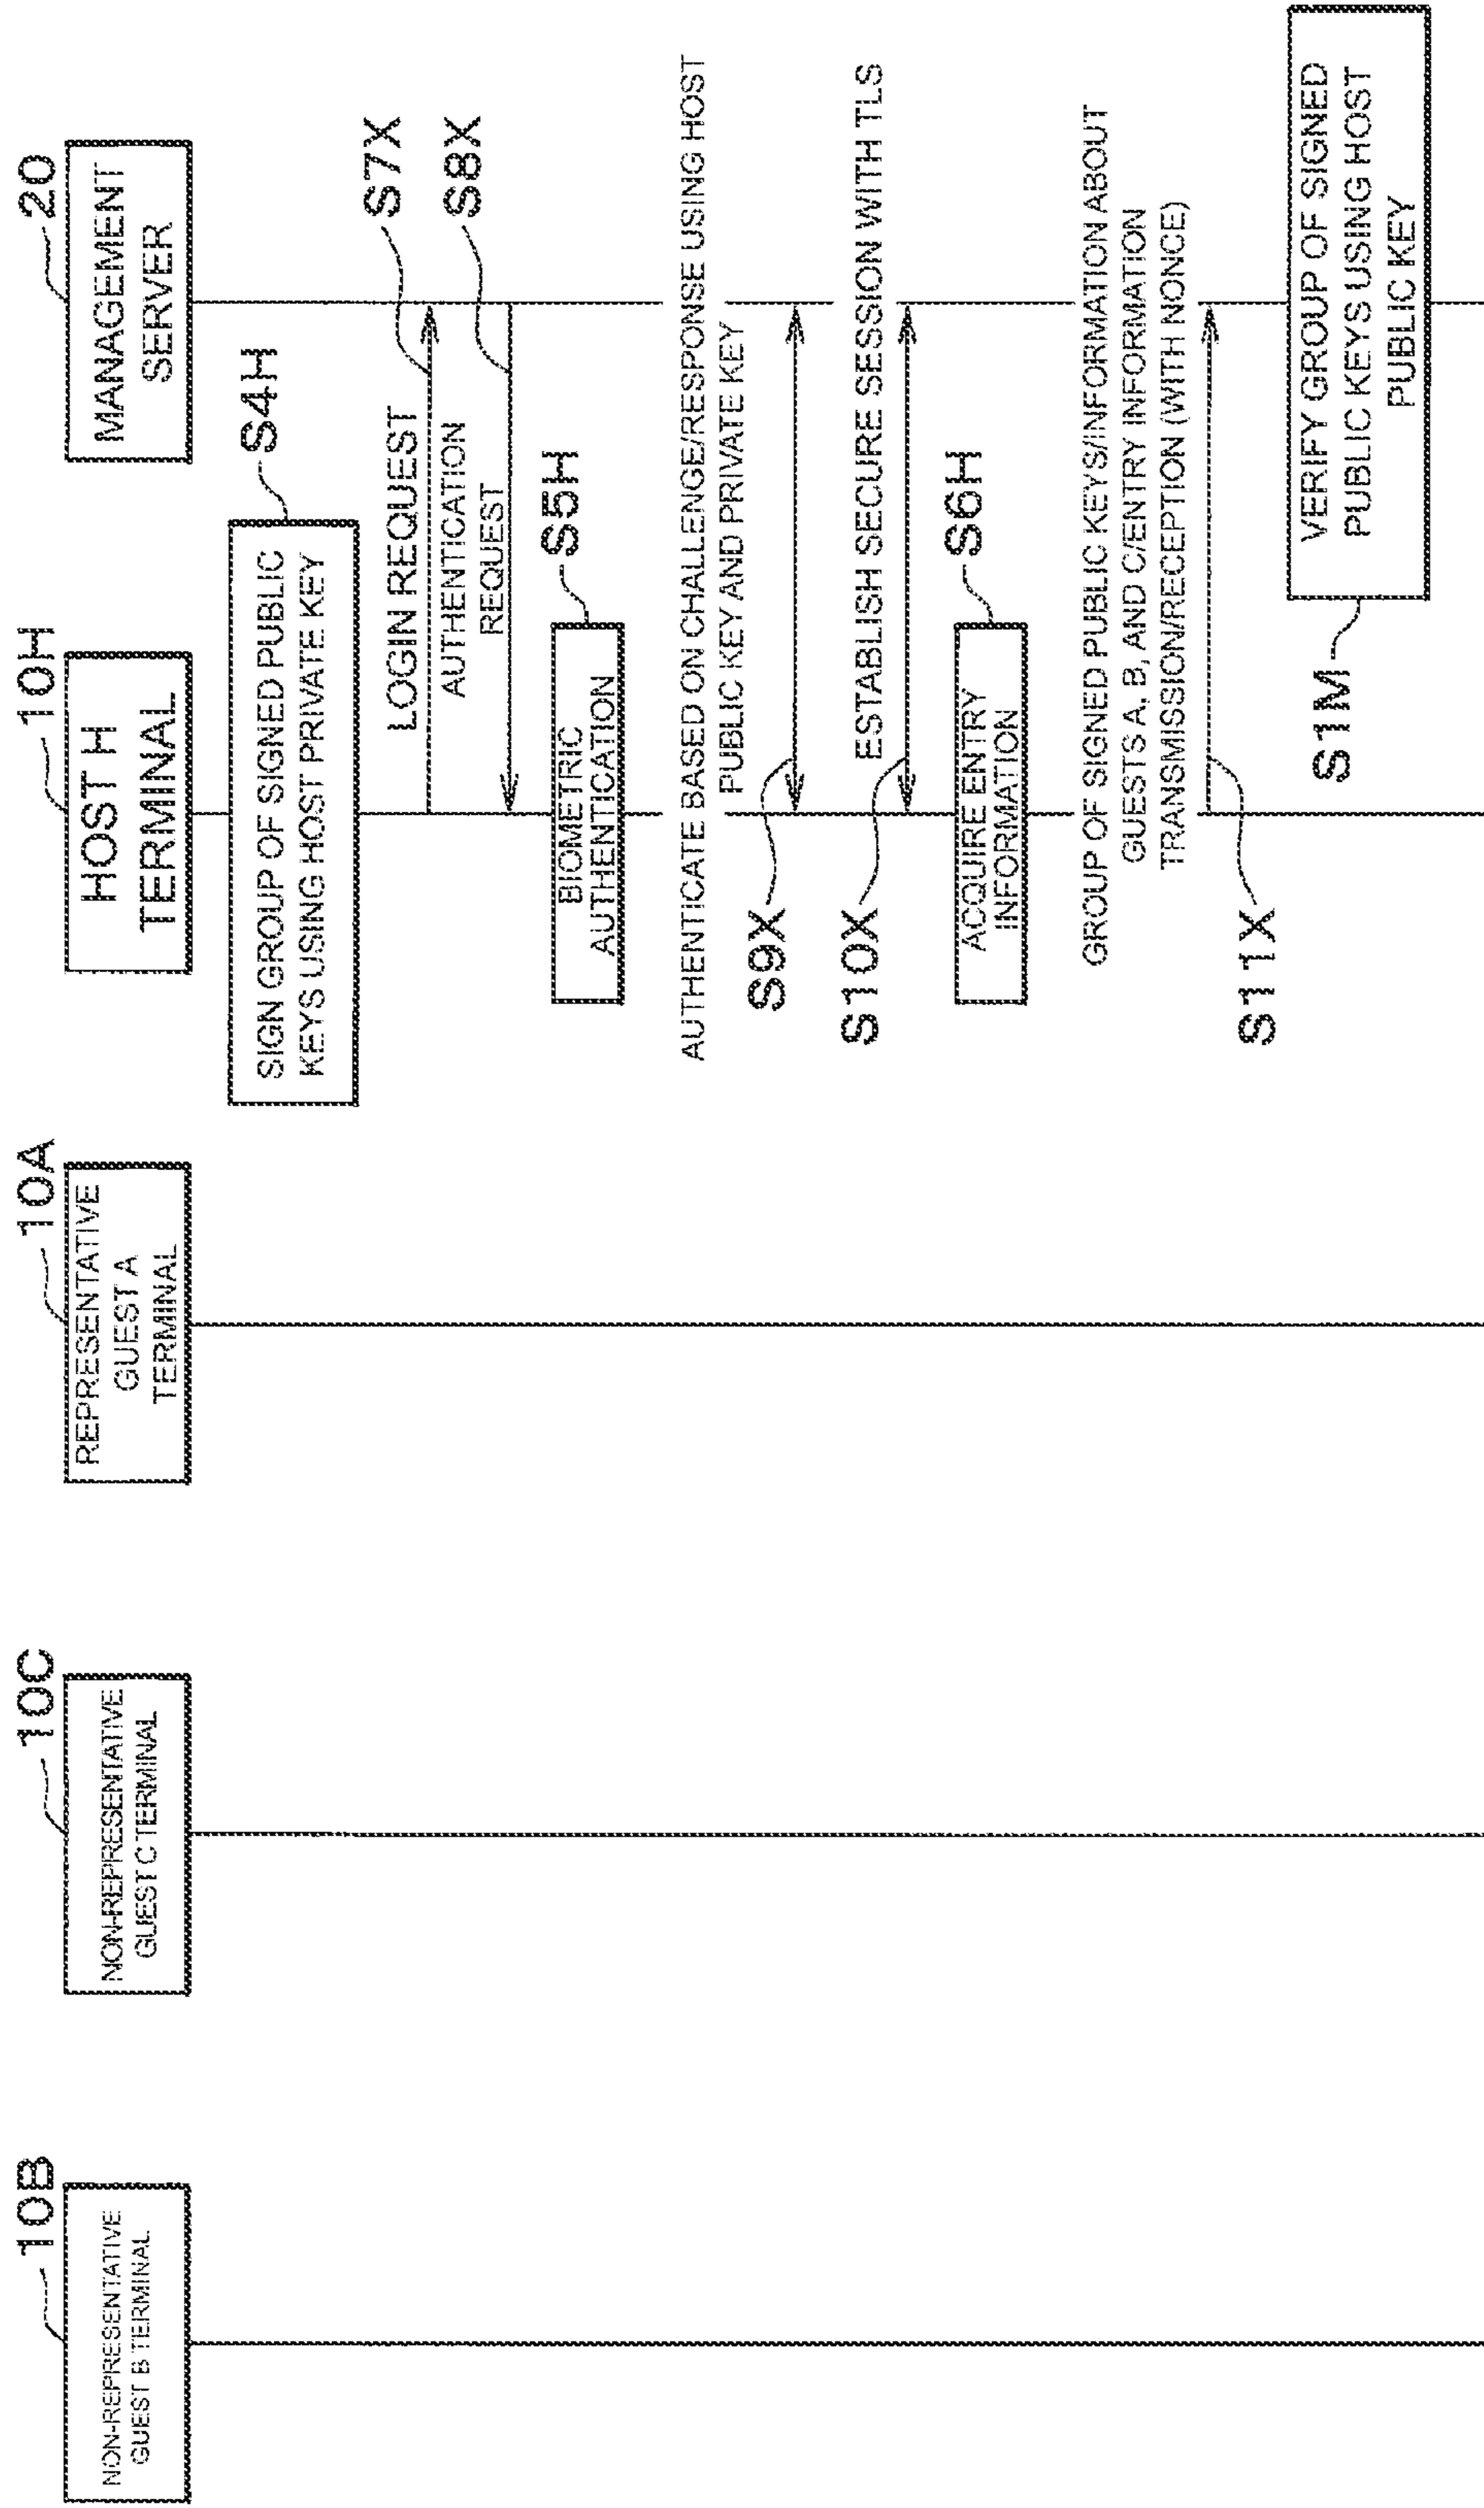 10B
NON-REPRESENTATIVE
GUEST B TERMINAL
10C
NON-REPRESENTATIVE
GUEST C TERMINAL
10A
REPRESENTATIVE
GUEST A
TERMINAL
10H
HOST H
TERMINAL
20
MANAGEMENT
SERVER
S4H
SIGN GROUP OF SIGNED PUBLIC
KEYS USING HOST PRIVATE KEY
S7X
LOGIN REQUEST
S8X
AUTHENTICATION
REQUEST
S5H
BIOMETRIC
AUTHENTICATION
AUTHENTICATE BASED ON CHALLENGE/RESPONSE USING HOST
PUBLIC KEY AND PRIVATE KEY
S9X
ESTABLISH SECURE SESSION WITH TLS
S10X
S6H
ACQUIRE ENTRY
INFORMATION
GROUP OF SIGNED PUBLIC KEYS/INFORMATION ABOUT
GUESTS A, B, AND C/ENTRY INFORMATION
TRANSMISSION/RECEPTION (WITH NONCE)
S11X
VERIFY GROUP OF SIGNED
PUBLIC KEYS USING HOST
PUBLIC KEY
S1M